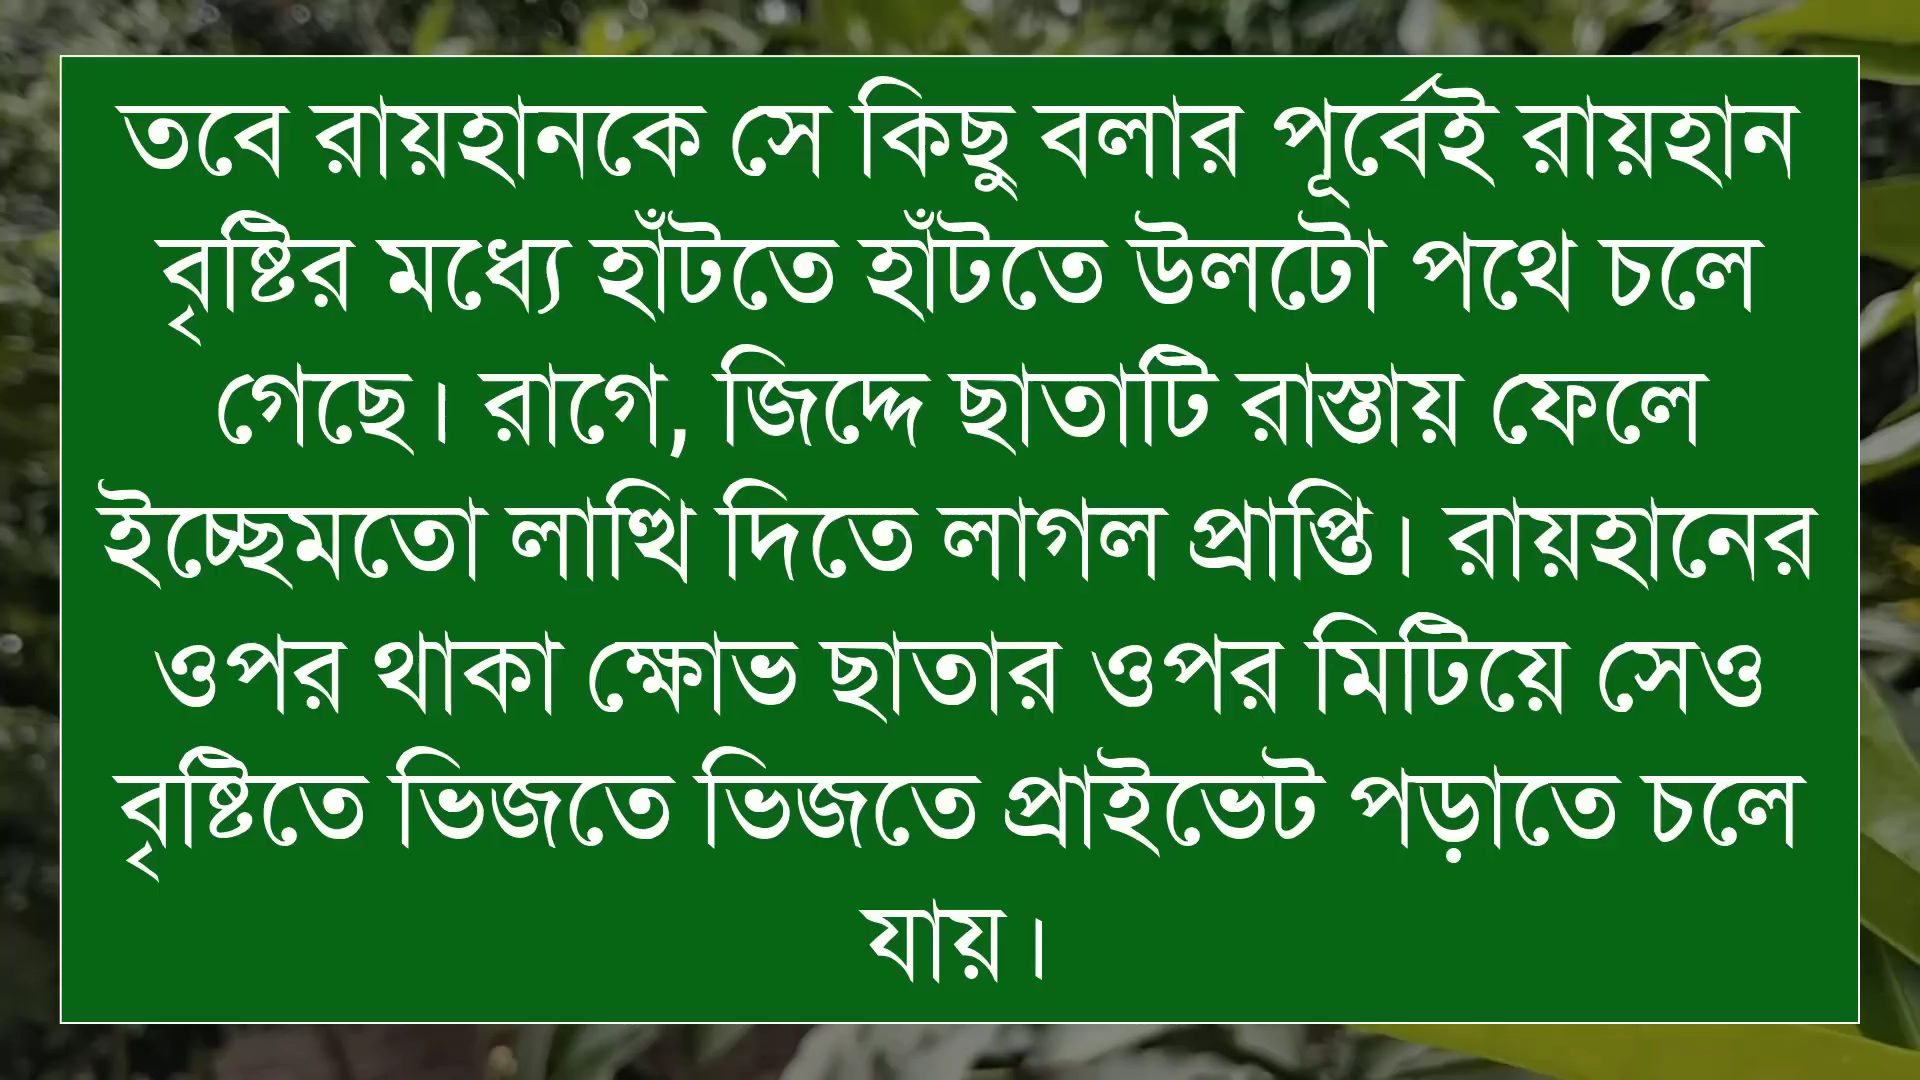 তবে রায়হানকে সে কিছু বলার পূর্বেই রায়হান
বৃষ্টির মধ্যে হাঁটতে হাঁটতে উলটো পথে চলে
গেছে। রাগে, জিদ্দে ছাতাটি রাস্তায় ফেলে
ইচ্ছেমতো লাত্থি দিতে লাগল প্রাপ্তি। রায়হানের
ওপর থাকা ক্ষোভ ছাতার ওপর মিটিয়ে সেও
বৃষ্টিতে ভিজতে ভিজতে প্রাইভেট পড়াতে চলে
যায়।